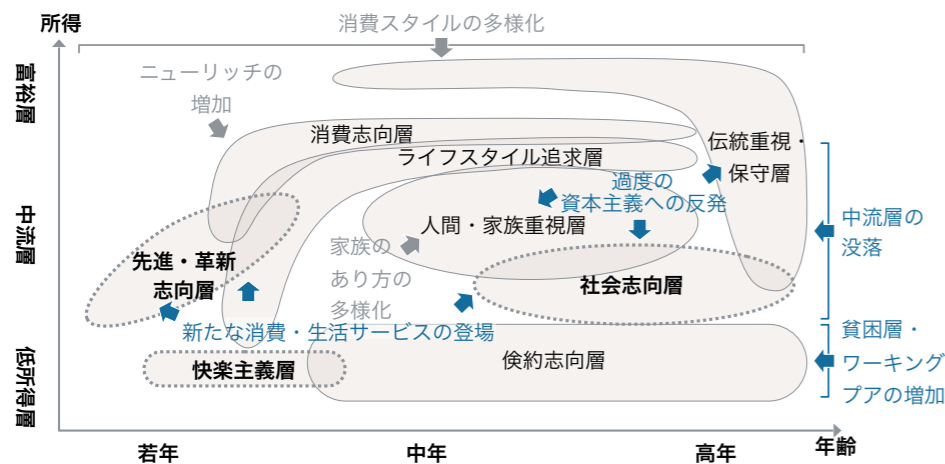 所得
消費スタイルの多様化
富裕層
ニューリッチの
増加
消費志向層
ライフスタイル追求層
伝統重視・
保守層
過度の
資本主義への反発
中流層
人間・家族重視層
中流層の
没落
家族の
あり方の
多様化
先進・革新
志向層
社会志向層
新たな消費・生活サービスの登場
低所得層
快楽主義層
倹約志向層
貧困層・
ワーキング
プアの増加
若年
中年
高年
年齢